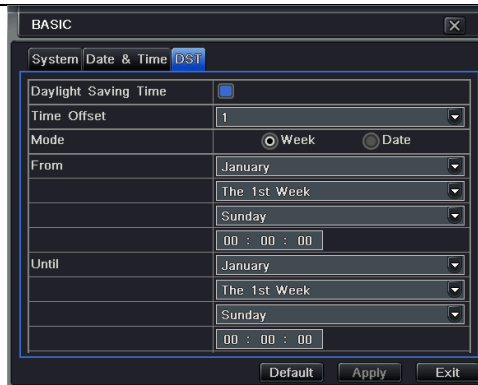 BASIC
System Date & Time DST
Daylight Saving Time
Time Offset 1
Mode Week Date
From January
The 1st Week
Sunday
00 : 00 : 00
Until January
The 1st Week
Sunday
00 : 00 : 00
Default Apply Exit